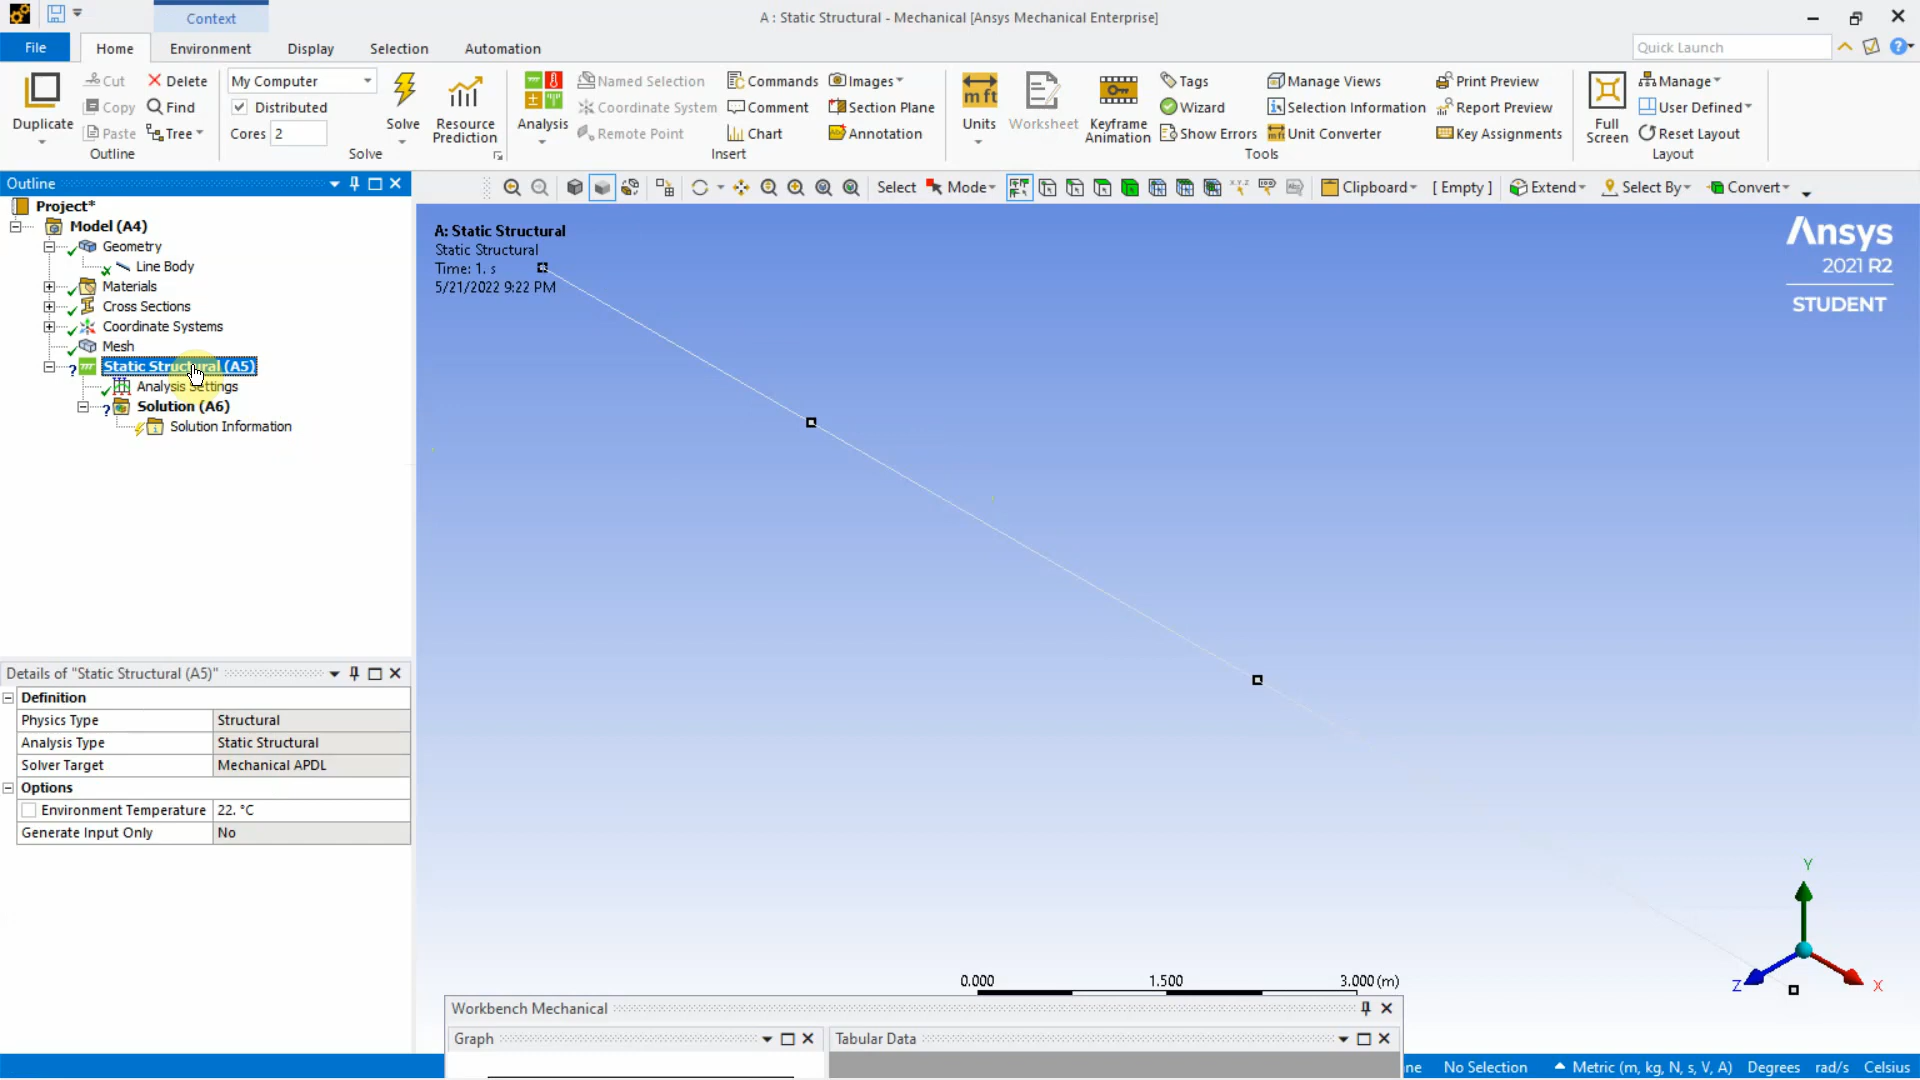 Context
A : Static Structural - Mechanical [Ansys Mechanical Enterprise]
File
Home
Environment
Display
Selection
Automation
Quick Launch
Duplicate
Cut
Copy
Paste
Delete
Find
Tree
Outline
My Computer
Distributed
Cores 2
Solve
Resource Prediction
Solve
Analysis
Named Selection
Coordinate System
Remote Point
Commands
Comment
Chart
Images
Section Plane
Annotation
Insert
Units
Worksheet
Keyframe Animation
Tags
Wizard
Show Errors
Manage Views
Selection Information
Unit Converter
Print Preview
Report Preview
Key Assignments
Tools
Full Screen
Manage
User Defined
Reset Layout
Layout
Outline
Select
Mode
Clipboard
[ Empty ]
Extend
Select By
Convert
Project*
Model (A4)
Geometry
Line Body
Materials
Cross Sections
Coordinate Systems
Mesh
Static Structural (A5)
Analysis Settings
Solution (A6)
Solution Information
A: Static Structural
Static Structural
Time: 1. s
5/21/2022 9:22 PM
Ansys
2021 R2
STUDENT
Details of "Static Structural (A5)"
Definition
Physics Type Structural
Analysis Type Static Structural
Solver Target Mechanical APDL
Options
Environment Temperature 22. °C
Generate Input Only No
Y
Z
X
0.000 1.500 3.000 (m)
Workbench Mechanical
Graph
Tabular Data
No Selection
Metric (m, kg, N, s, V, A)
Degrees
rad/s
Celsius